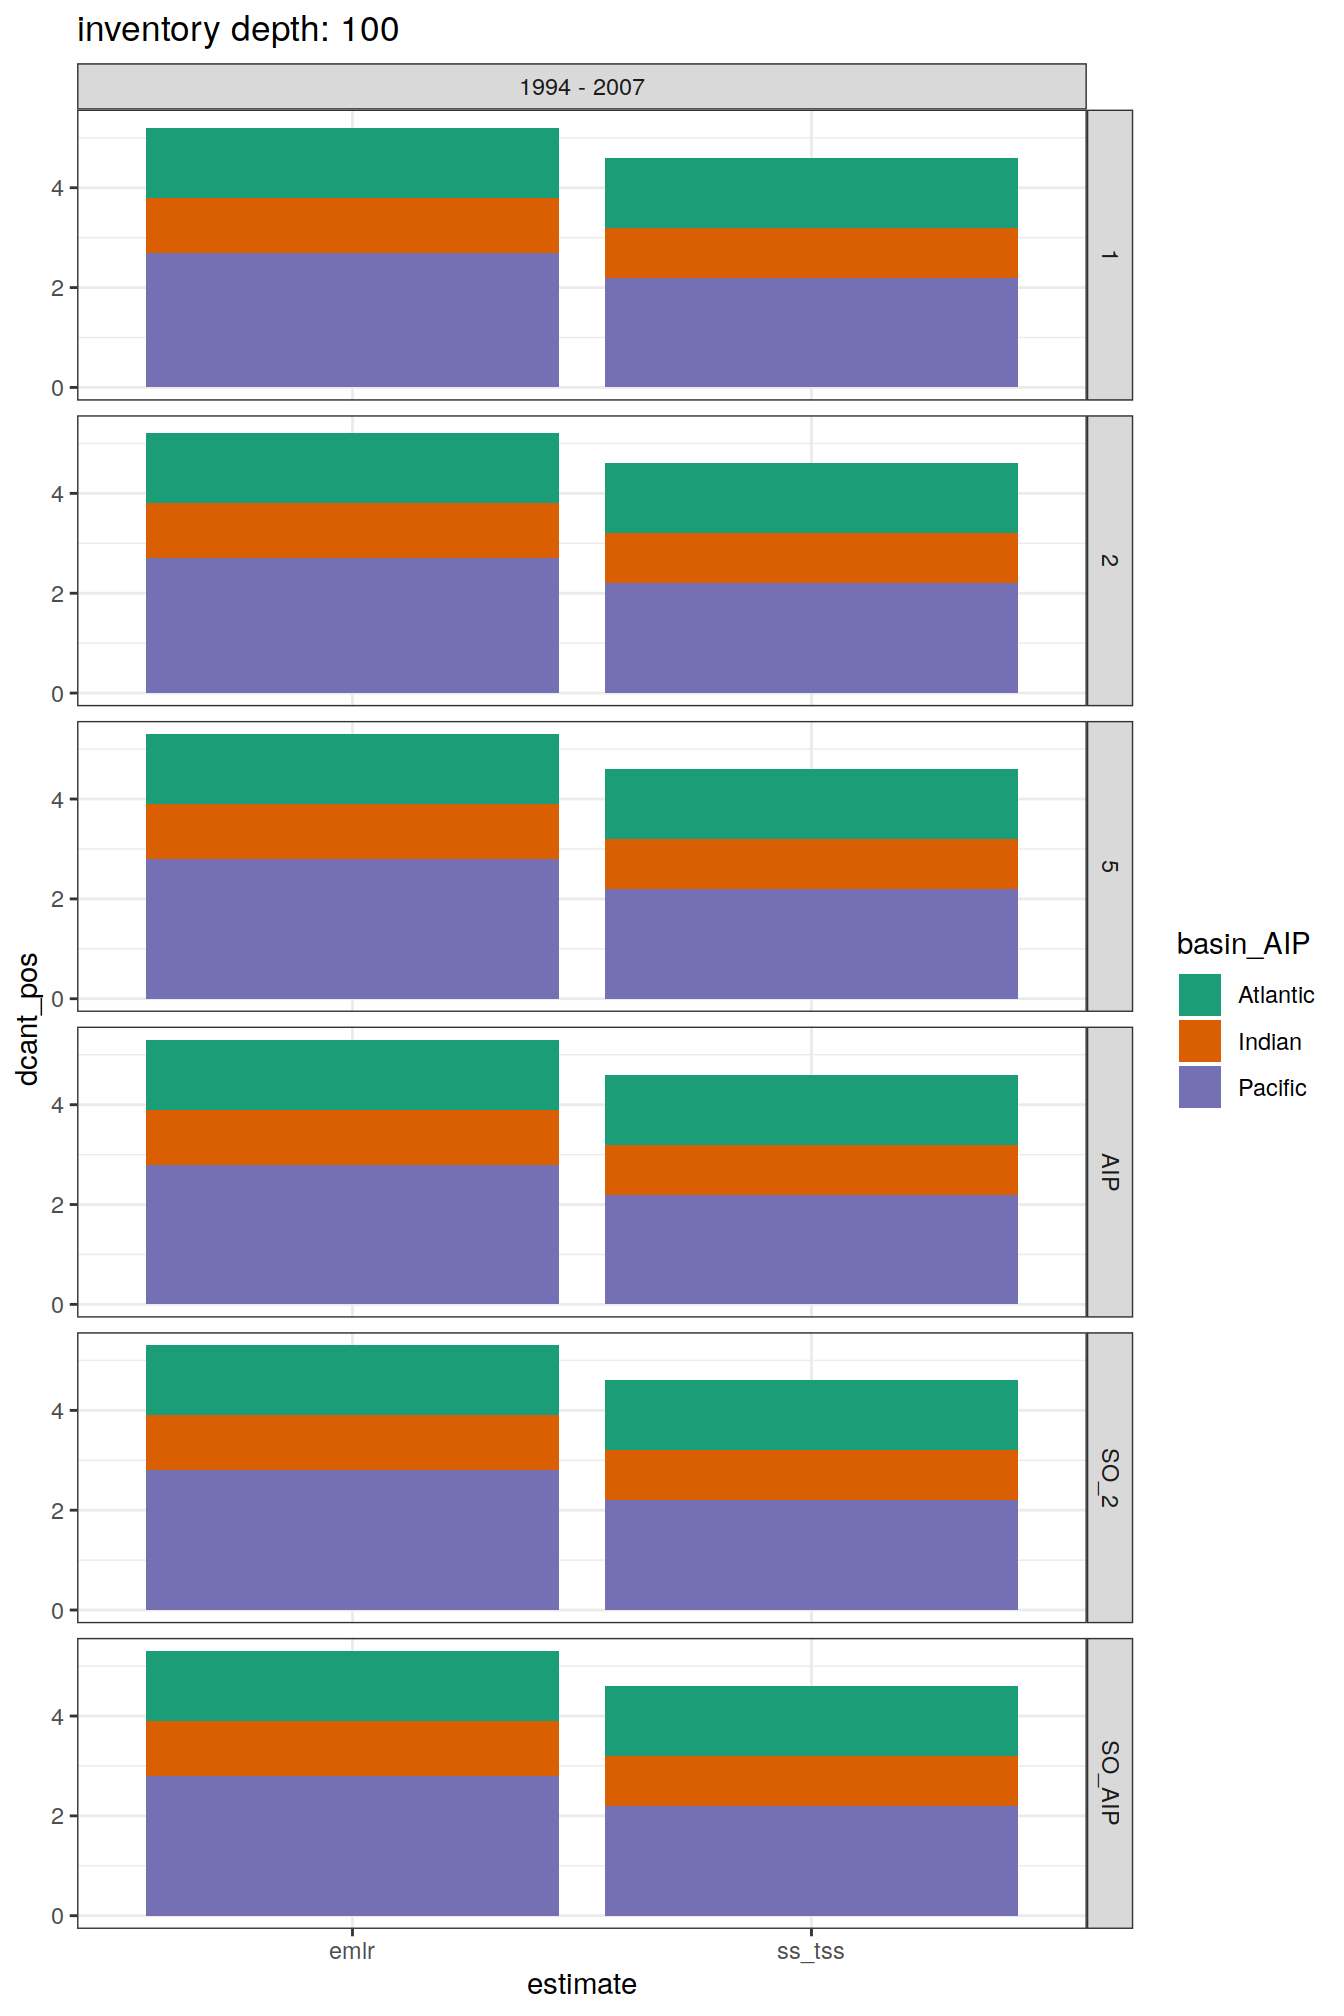 inventory depth: 100
1994 - 2007
4
2
0
1
4
2
0
2
4
2
0
5
4
2
0
AIP
4
2
0
SO_2
4
2
0
SO_AIP
emlr
ss_tss
estimate
dcant_pos
basin_AIP
Atlantic
Indian
Pacific